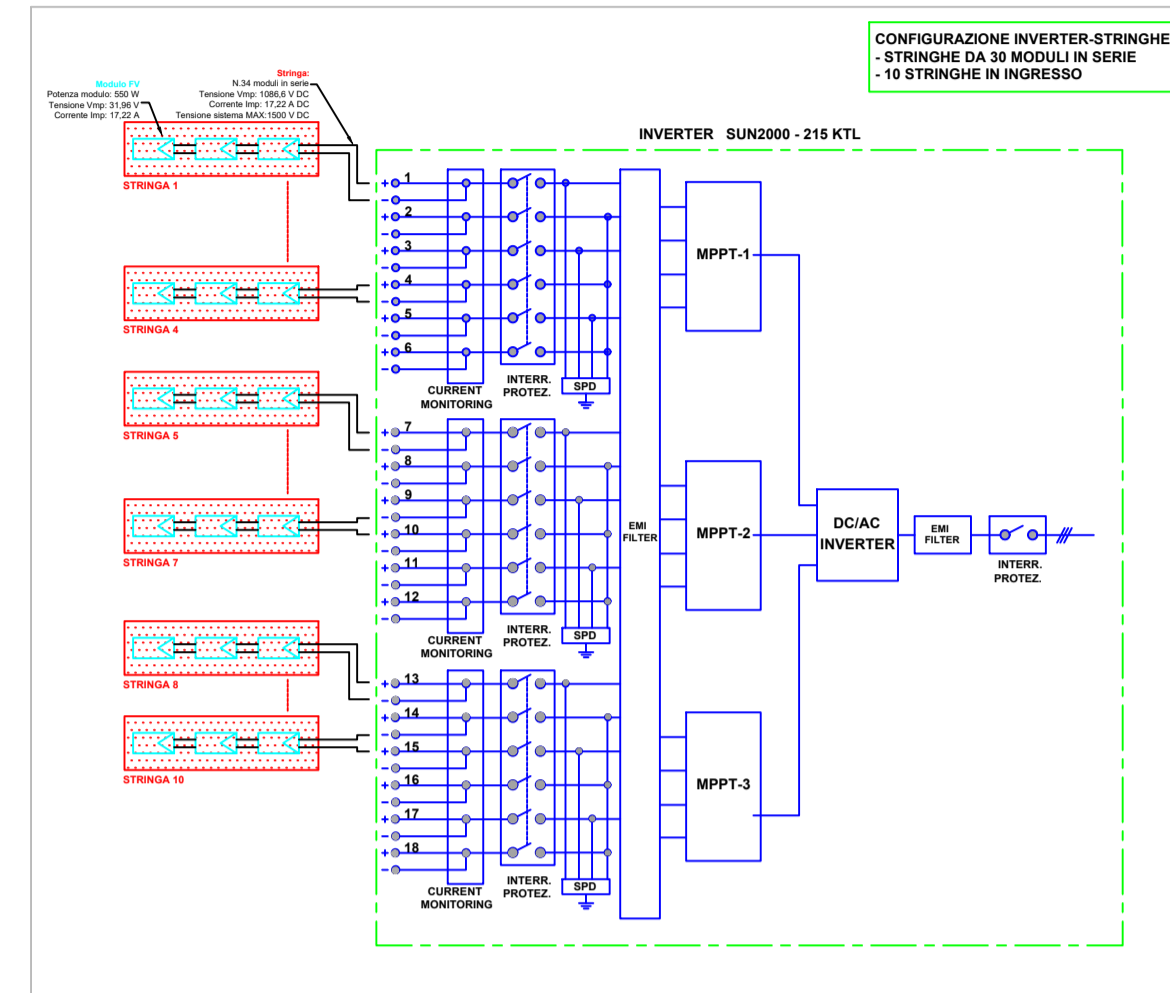 CONFIGURAZIONE INVERTER-STRINGHE
- STRINGHE DA 30 MODULI IN SERIE
- 10 STRINGHE IN INGRESSO
Modulo FV
Potenza modulo: 550 W
Tensione Vmp: 31,96 V
Corrente Imp: 17,22 A
Stringa:
N.34 moduli in serie
Tensione Vmp: 1086,6 V DC
Corrente Imp: 17,22 A DC
Tensione sistema MAX:1500 V DC
INVERTER SUN2000 - 215 KTL
STRINGA 1
STRINGA 4
STRINGA 5
STRINGA 7
STRINGA 8
STRINGA 10
+ 1
-
+ 2
-
+ 3
-
+ 4
-
+ 5
-
+ 6
-
CURRENT
MONITORING
INTERR.
PROTEZ.
SPD
MPPT-1
+ 7
-
+ 8
-
+ 9
-
+ 10
-
+ 11
-
+ 12
-
CURRENT
MONITORING
INTERR.
PROTEZ.
SPD
EMI
FILTER
MPPT-2
DC/AC
INVERTER
EMI
FILTER
INTERR.
PROTEZ.
+ 13
-
+ 14
-
+ 15
-
+ 16
-
+ 17
-
+ 18
-
CURRENT
MONITORING
INTERR.
PROTEZ.
SPD
MPPT-3